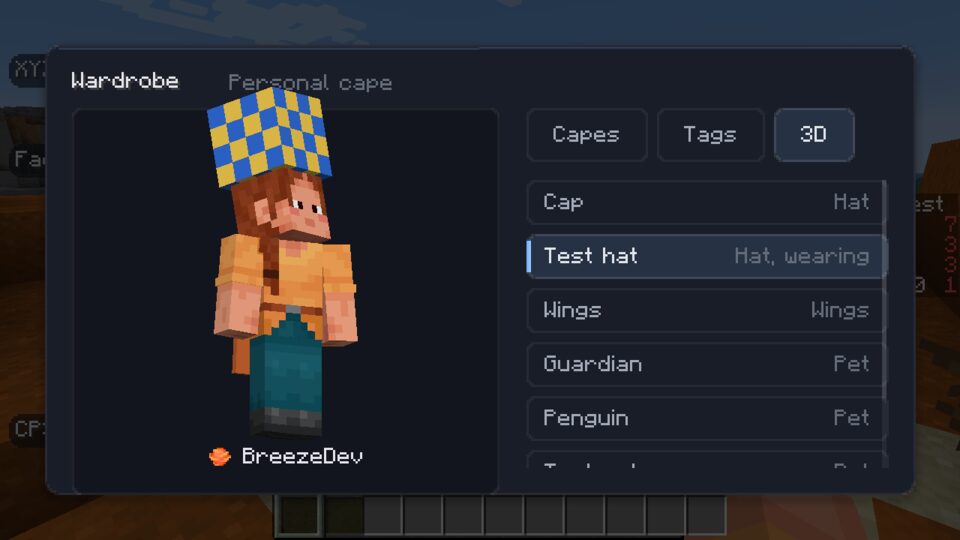 XYZ
Wardrobe
Personal cape
Capes
Tags
3D
Cap
Hat
Test hat
Hat, wearing
Wings
Wings
Guardian
Pet
Penguin
Pet
BreezeDev